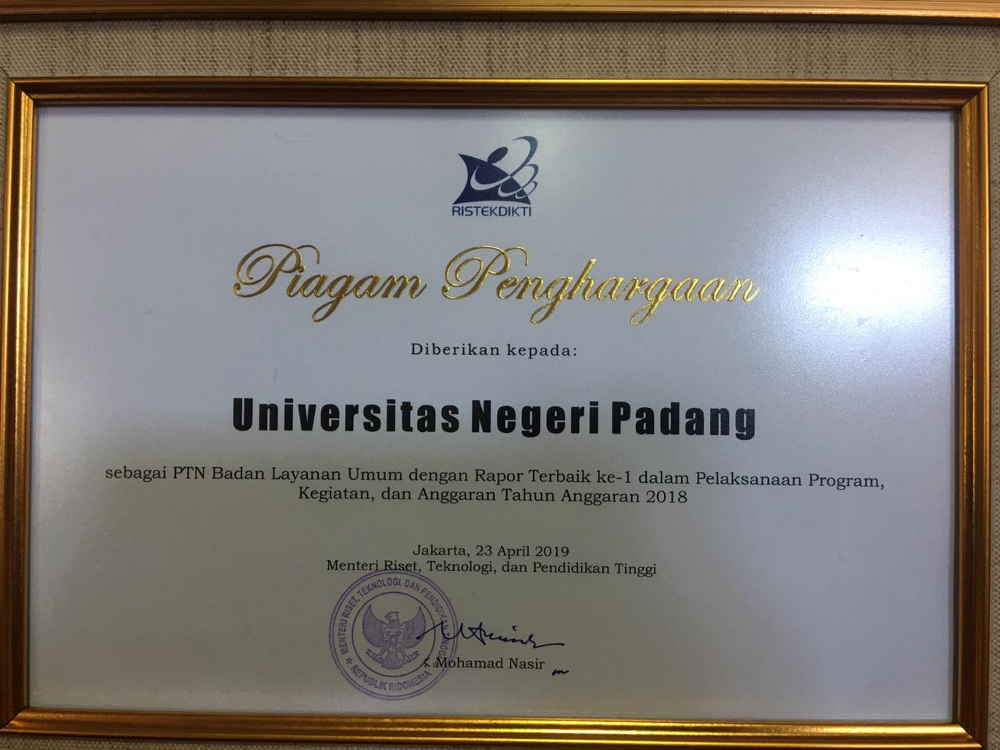 RISTEKDIKTI
Piagam Penghargaan
Diberikan kepada:
Universitas Negeri Padang
sebagai PTN Badan Layanan Umum dengan Rapor Terbaik ke-1 dalam Pelaksanaan Program,
Kegiatan, dan Anggaran Tahun Anggaran 2018
Jakarta, 23 April 2019
Menteri Riset, Teknologi, dan Pendidikan Tinggi
MENTERI RISET, TEKNOLOGI, DAN PENDIDIKAN TINGGI
REPUBLIK INDONESIA
Mohamad Nasir